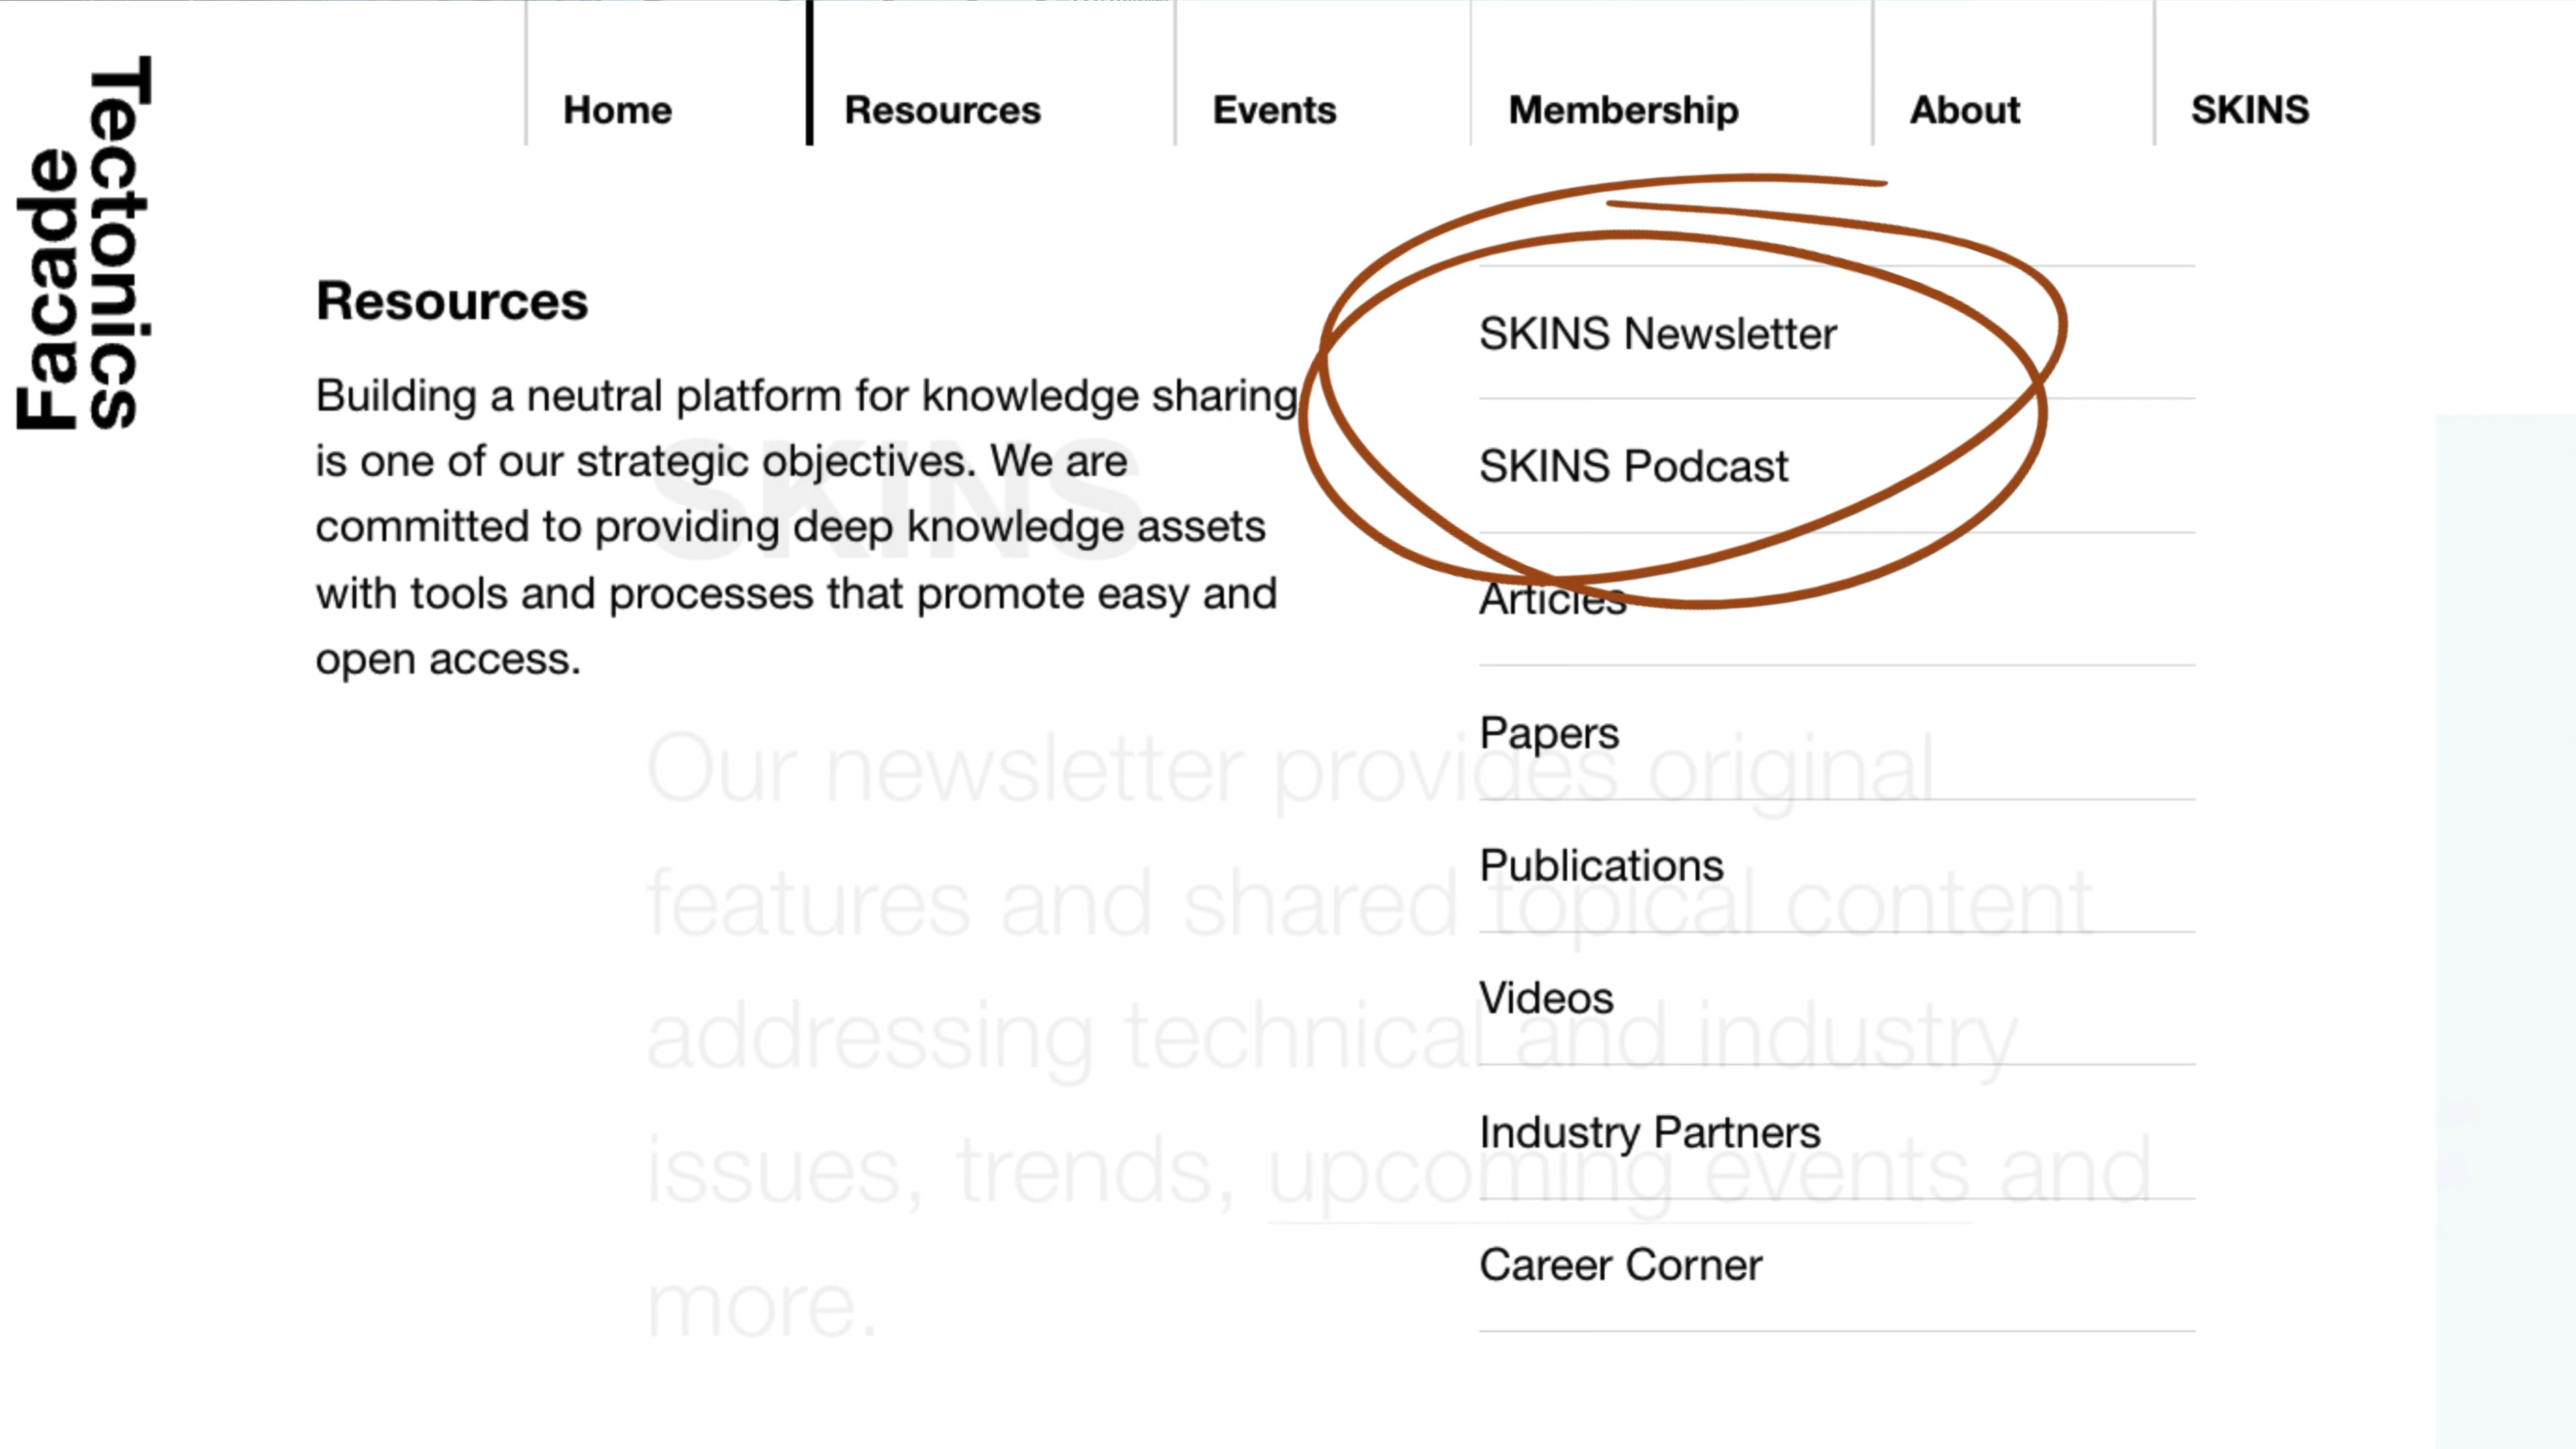 Facade
Tectonics
Home
Resources
Events
Membership
About
SKINS
Resources
Building a neutral platform for knowledge sharing
is one of our strategic objectives. We are
committed to providing deep knowledge assets
with tools and processes that promote easy and
open access.
SKINS Newsletter
SKINS Podcast
Articles
Papers
Publications
Videos
Industry Partners
Career Corner
SKINS
Our newsletter provides original
features and shared topical content
addressing technical and industry
issues, trends, upcoming events and
more.